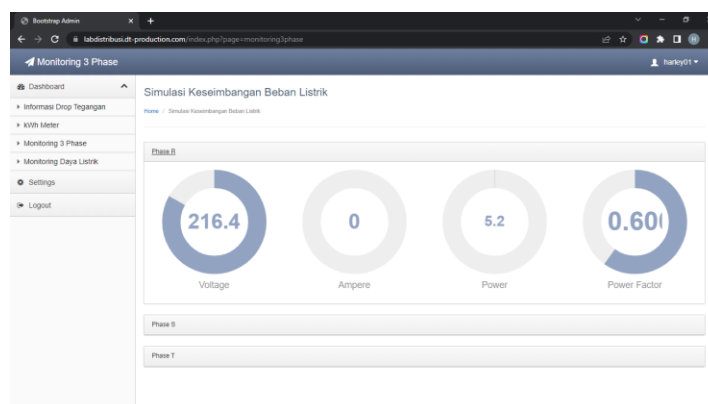 Bootstrap Admin
labdistribusi.dt-production.com/index.php?page=monitoring3phase
H
Monitoring 3 Phase
harley01
Dashboard
Informasi Drop Tegangan
kWh Meter
Monitoring 3 Phase
Monitoring Daya Listrik
Settings
Logout
Simulasi Keseimbangan Beban Listrik
Home / Simulasi Keseimbangan Beban Listrik
Phase R
216.4
0
5.2
0.60
Voltage
Ampere
Power
Power Factor
Phase S
Phase T